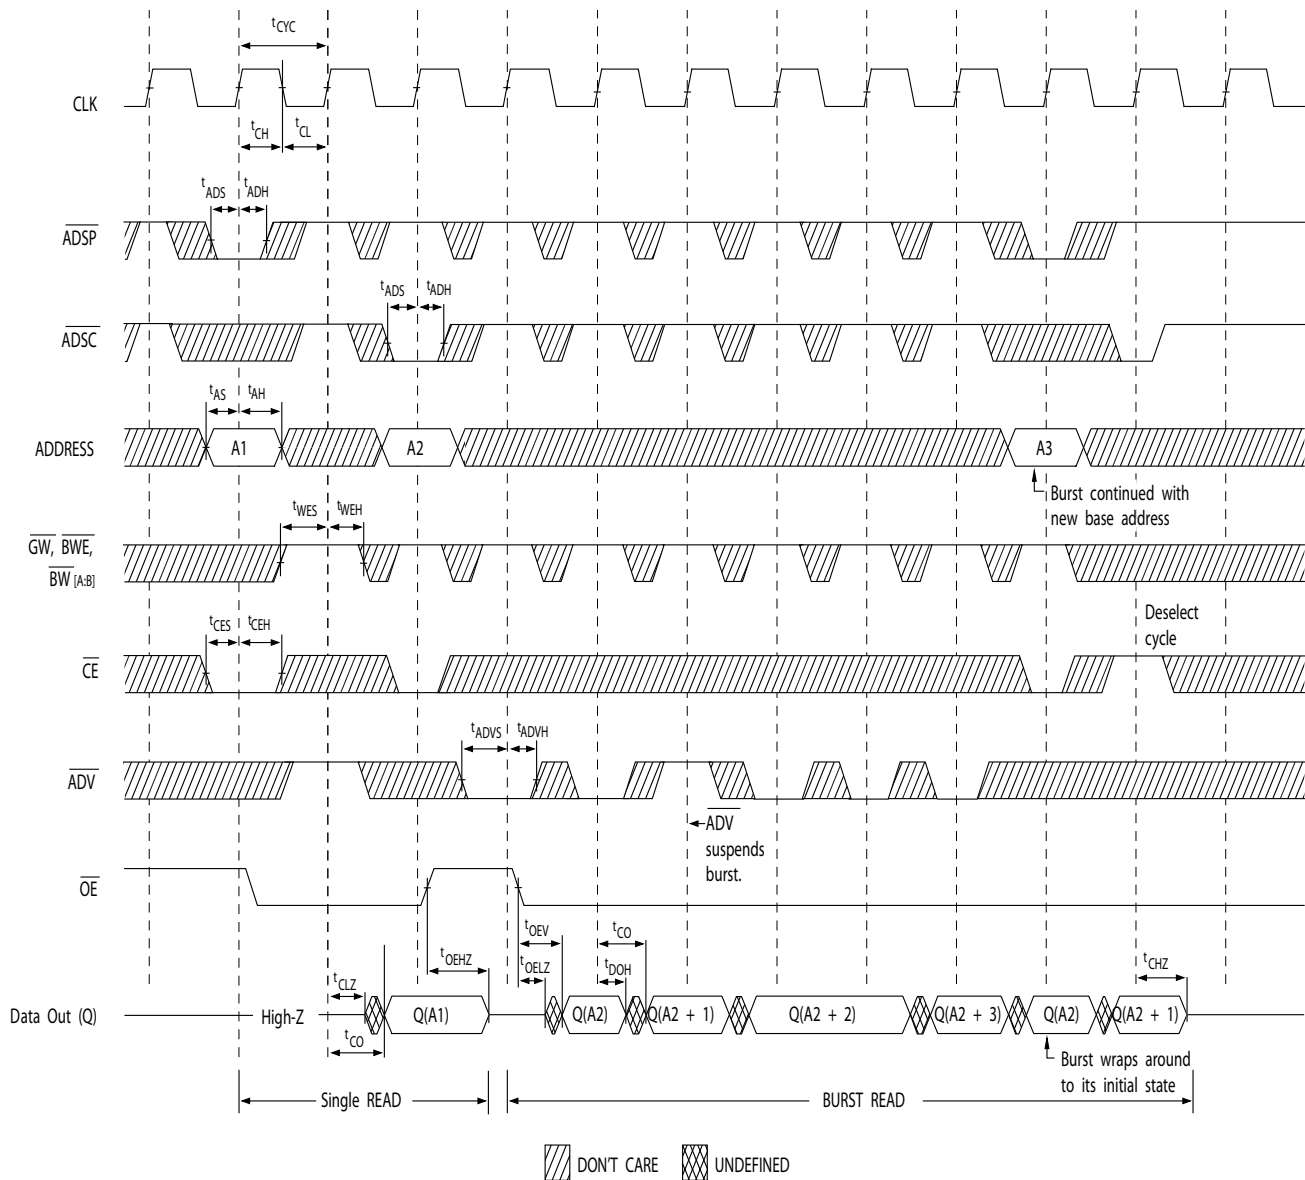 tCYC
CLK
tCH
tCL
tADS
tADH
ADSP
tADS
tADH
ADSC
tAS
tAH
ADDRESS
A1
A2
A3
Burst continued with
new base address
tWES
tWEH
GW, BWE,
BW[A:B]
Deselect
cycle
tCES
tCEH
CE
tADVS
tADVH
ADV
ADV
suspends
burst.
OE
tOEV
tCO
tOEHZ
tOELZ
tDOH
tCHZ
tCLZ
Data Out (Q)
High-Z
Q(A1)
Q(A2)
Q(A2 + 1)
Q(A2 + 2)
Q(A2 + 3)
Q(A2)
Q(A2 + 1)
tCO
Burst wraps around
to its initial state
Single READ
BURST READ
DON'T CARE
UNDEFINED